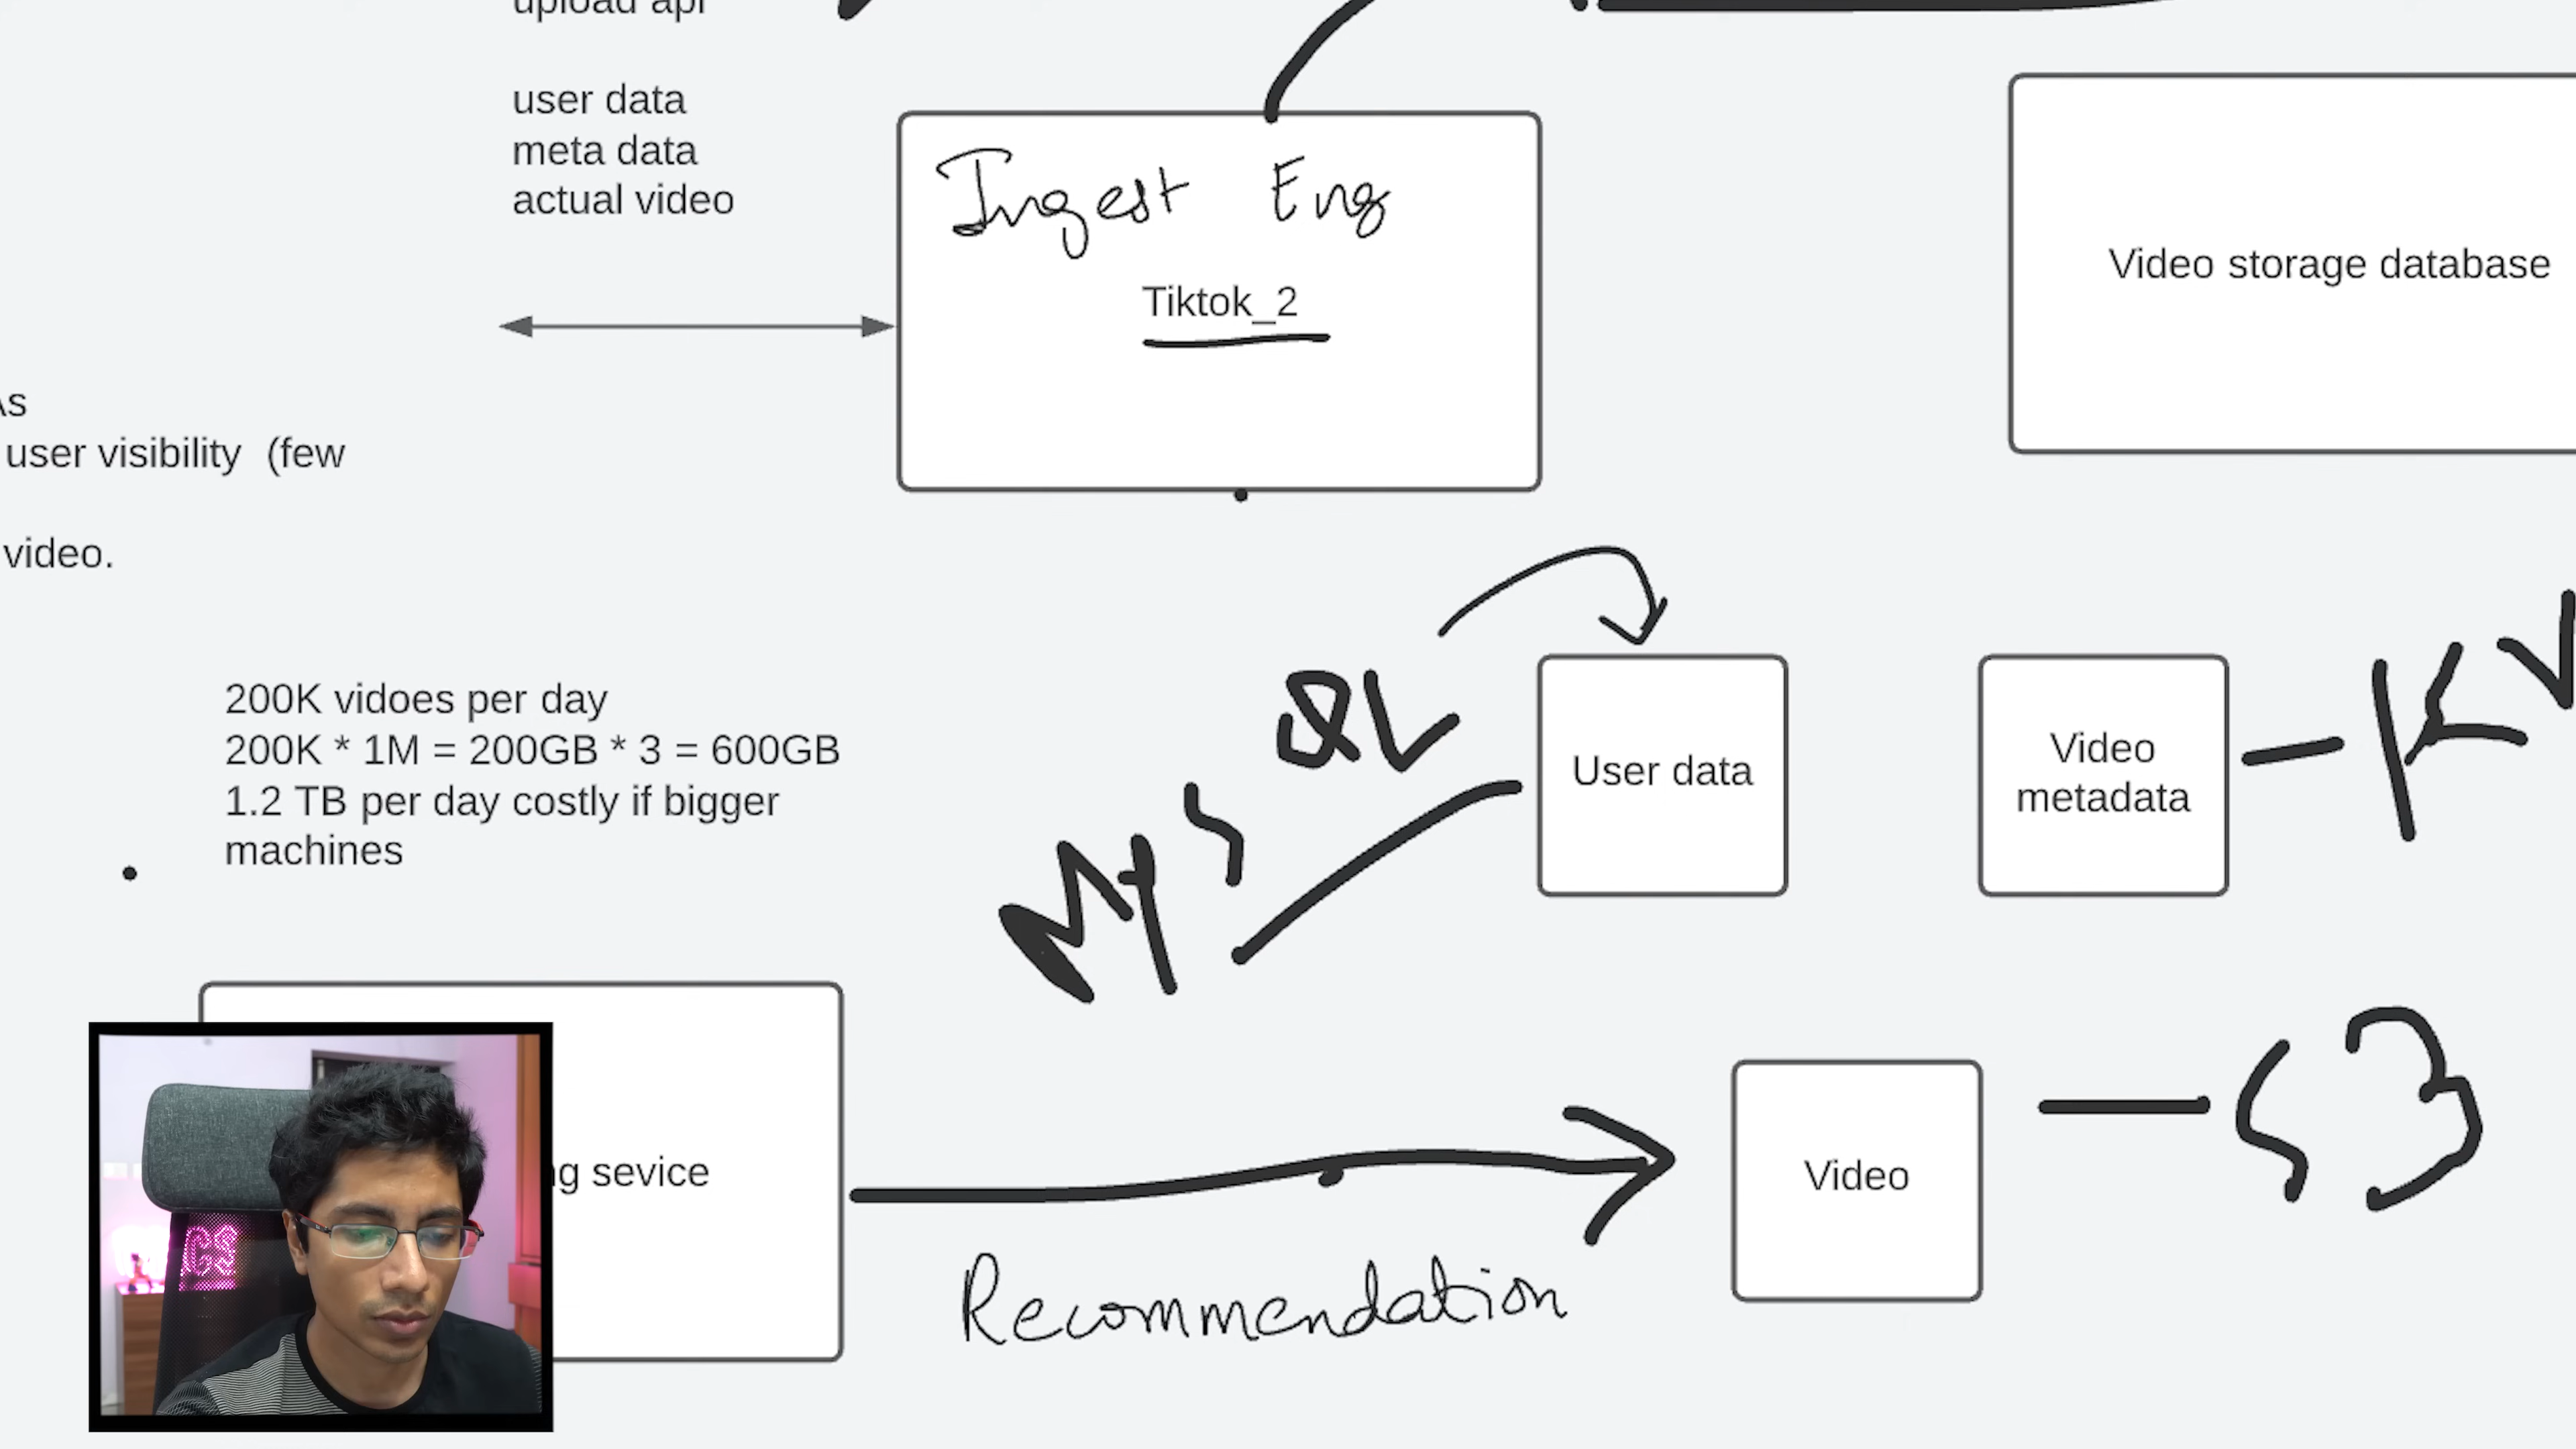 upload api
user data
meta data
actual video
Ingest Eng
Tiktok_2
Video storage database
As
user visibility (few
video.
200K vidoes per day
200K * 1M = 200GB * 3 = 600GB
1.2 TB per day costly if bigger
machines
MySQL
User data
Video
metadata
KV
ng sevice
Recommendation
Video
S3